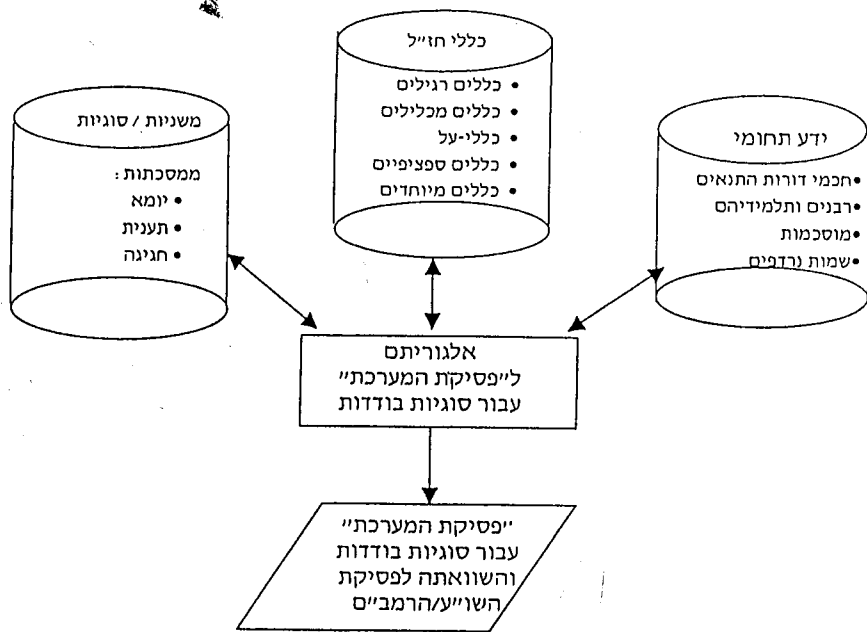 כללי חז״ל
• כללים רגילים
• כללים מכלילים
• כללי-על
• כללים ספציפיים
• כללים מיוחדים
ידע תחומי
•חכמי דורות התנאים
•רבנים ותלמידיהם
•מוסכמות
•שמות נרדפים
משניות / סוגיות
ממסכתות :
• יומא
• תענית
• חגיגה
אלגוריתם
ל״פסיקת המערכת״
עבור סוגיות בודדות
״פסיקת המערכת״
עבור סוגיות בודדות
והשוואתה לפסיקת
השו״ע/הרמב״ם